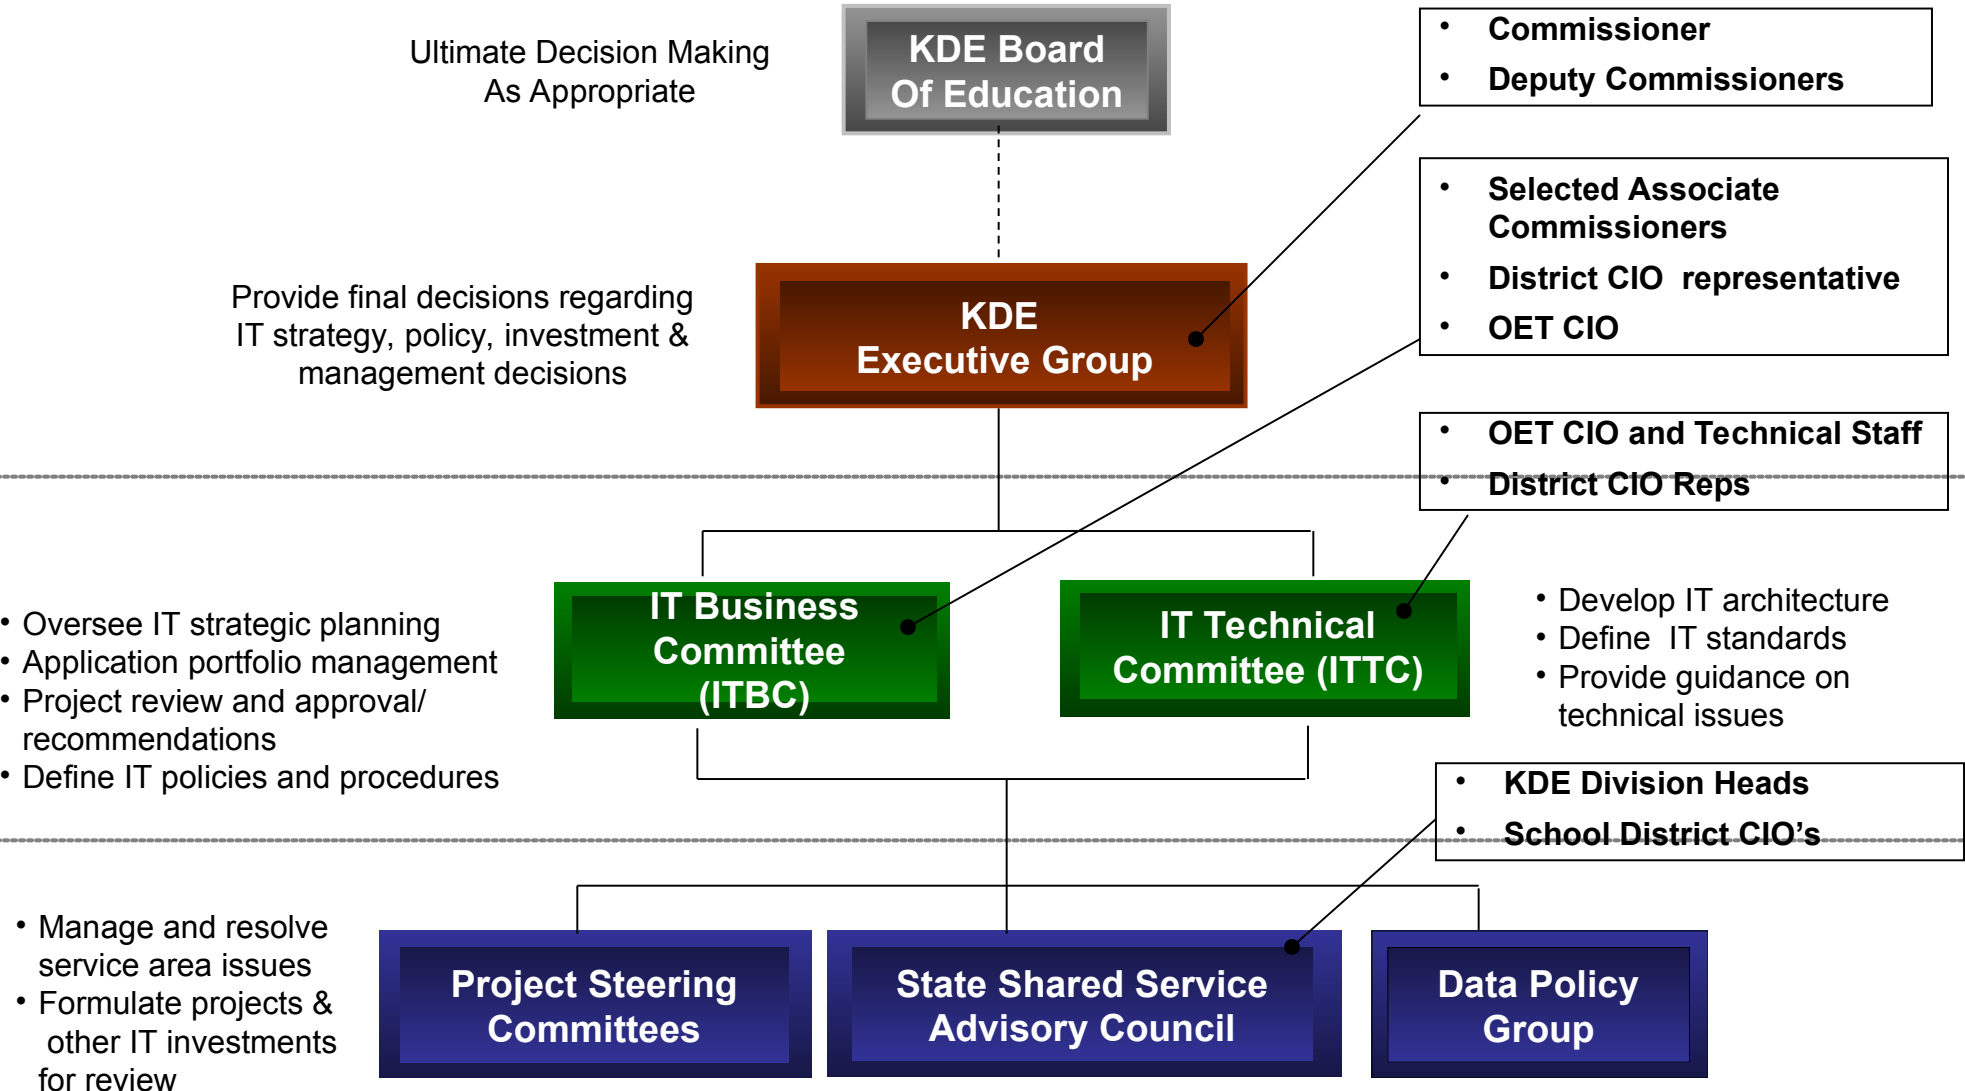 Ultimate Decision Making
As Appropriate
KDE Board
Of Education
• Commissioner
• Deputy Commissioners
• Selected Associate
Commissioners
• District CIO  representative
• OET CIO
Provide final decisions regarding
IT strategy, policy, investment &
management decisions
KDE
Executive Group
• OET CIO and Technical Staff
• District CIO Reps
• Oversee IT strategic planning
• Application portfolio management
• Project review and approval/
recommendations
• Define IT policies and procedures
IT Business
Committee
(ITBC)
IT Technical
Committee (ITTC)
• Develop IT architecture
• Define  IT standards
• Provide guidance on
technical issues
• KDE Division Heads
• School District CIO’s
• Manage and resolve
service area issues
• Formulate projects &
other IT investments
for review
Project Steering
Committees
State Shared Service
Advisory Council
Data Policy
Group